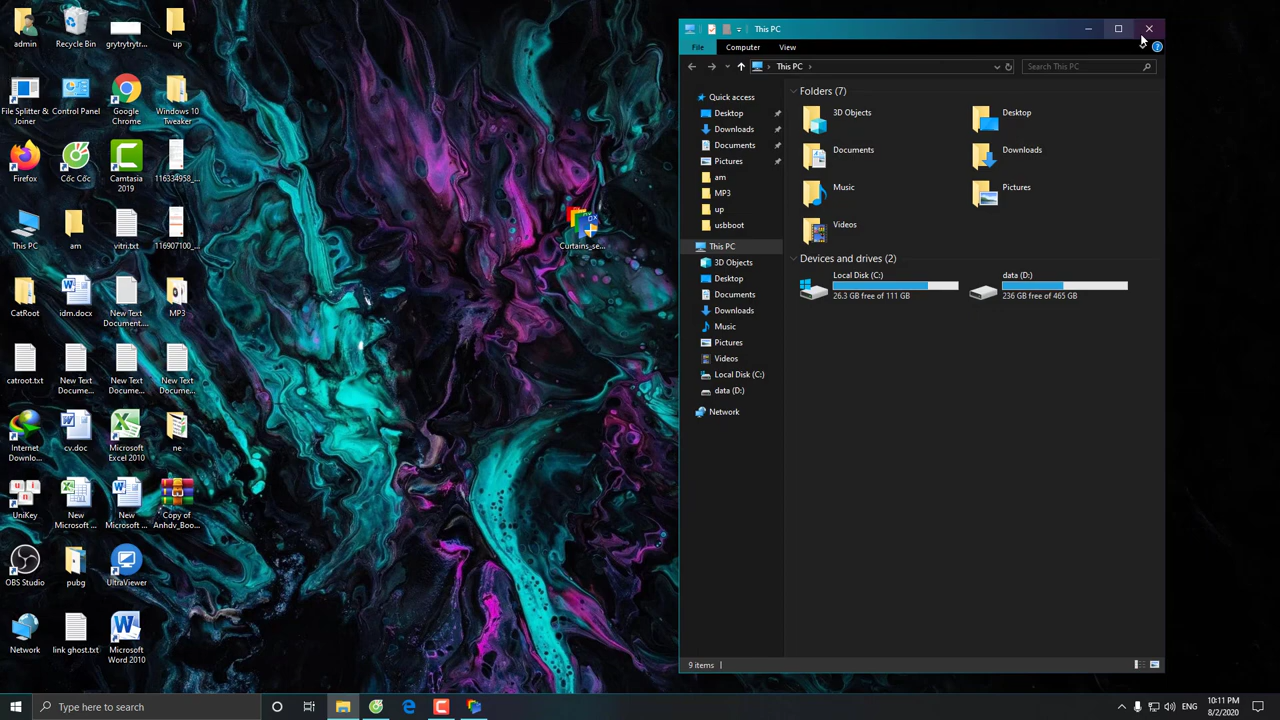 admin
Recycle Bin
grytrytrytr...
up
File Splitter &
Joiner
Control Panel
Google
Chrome
Windows 10
Tweaker
Firefox
Cốc Cốc
Camtasia
2019
116334958_...
This PC
am
vitri.txt
116907100_...
CatRoot
idm.docx
New Text
Document....
MP3
catroot.txt
New Text
Docume...
New Text
Docume...
New Text
Docume...
Internet
Downlo...
cv.doc
Microsoft
Excel 2010
ne
UniKey
New
Microsoft ...
New
Microsoft ...
Copy of
Anhdv_Boo...
OBS Studio
pubg
UltraViewer
Network
link ghost.txt
Microsoft
Word 2010
Curtains_se...
This PC
File
Computer
View
This PC
Search This PC
Quick access
Desktop
Downloads
Documents
Pictures
am
MP3
up
usbboot
This PC
3D Objects
Desktop
Documents
Downloads
Music
Pictures
Videos
Local Disk (C:)
data (D:)
Network
Folders (7)
3D Objects
Desktop
Documents
Downloads
Music
Pictures
Videos
Devices and drives (2)
Local Disk (C:)
26.3 GB free of 111 GB
data (D:)
236 GB free of 465 GB
9 items
Type here to search
ENG
10:11 PM
8/2/2020